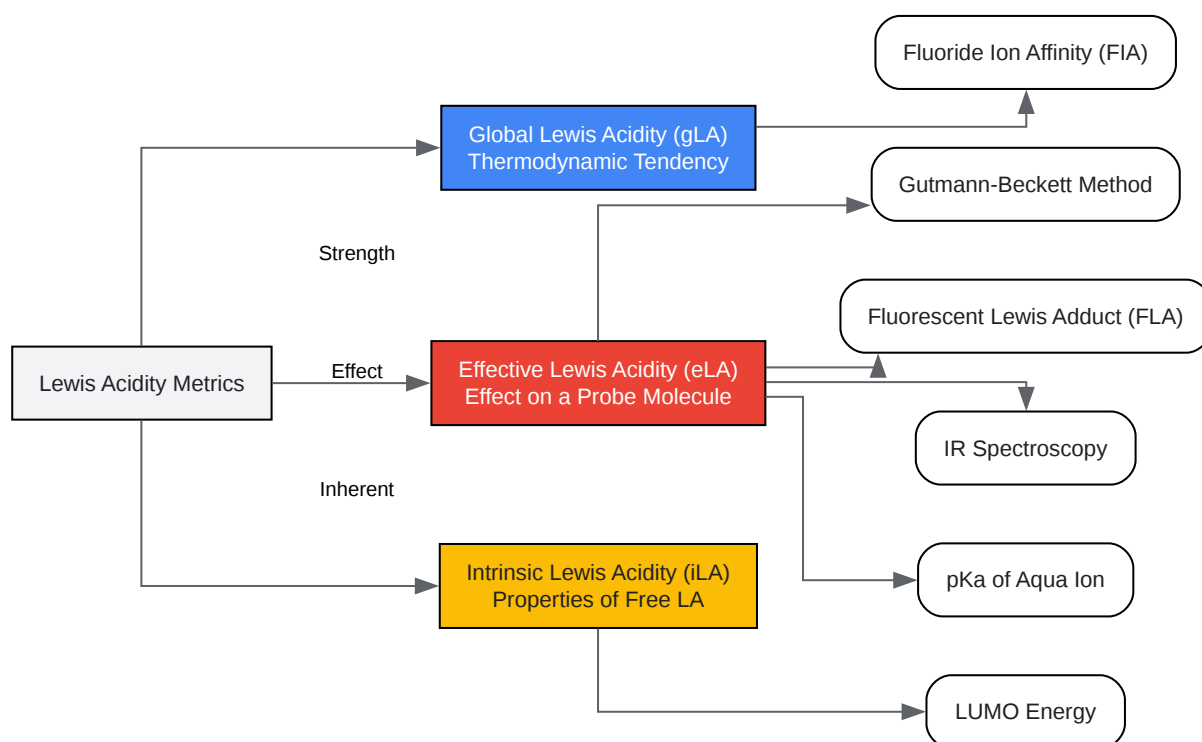 Fluoride Ion Affinity (FIA)
Global Lewis Acidity (gLA)
Thermodynamic Tendency
Gutmann-Beckett Method
Strength
Fluorescent Lewis Adduct (FLA)
Lewis Acidity Metrics
Effect
Effective Lewis Acidity (eLA)
Effect on a Probe Molecule
IR Spectroscopy
Inherent
Intrinsic Lewis Acidity (iLA)
Properties of Free LA
pKa of Aqua Ion
LUMO Energy